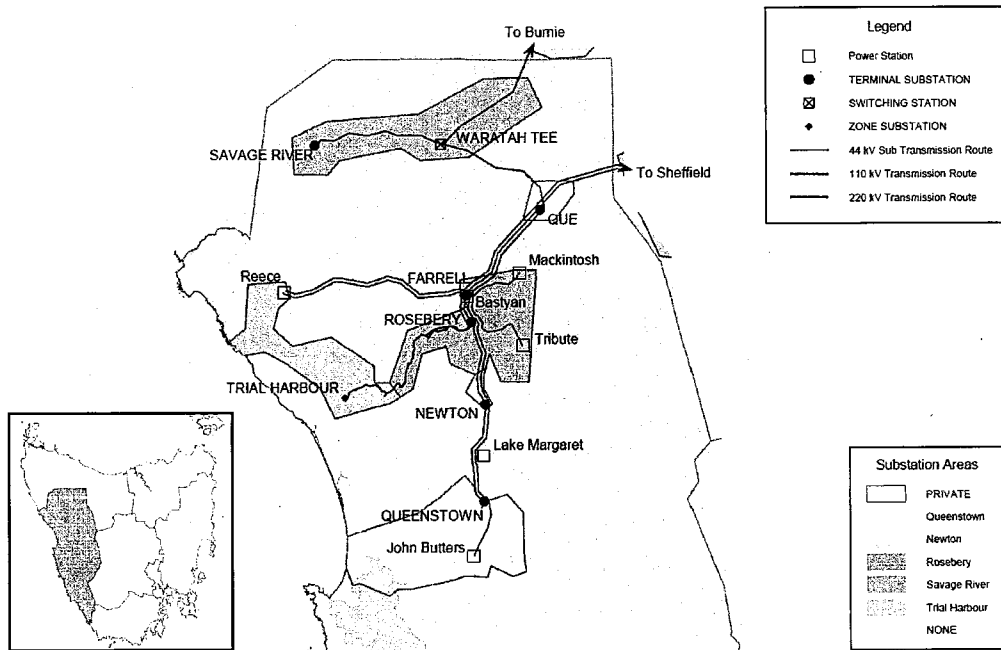 To Burnie
WARATAH TEE
SAVAGE RIVER
To Sheffield
QUE
Mackintosh
Reece
FARRELL
Bastyan
ROSEBERY
Tribute
TRIAL HARBOUR
NEWTON
Lake Margaret
QUEENSTOWN
John Butters
Legend
Power Station
TERMINAL SUBSTATION
SWITCHING STATION
ZONE SUBSTATION
44 kV Sub Transmission Route
110 kV Transmission Route
220 kV Transmission Route
Substation Areas
PRIVATE
Queenstown
Newton
Rosebery
Savage River
Trial Harbour
NONE